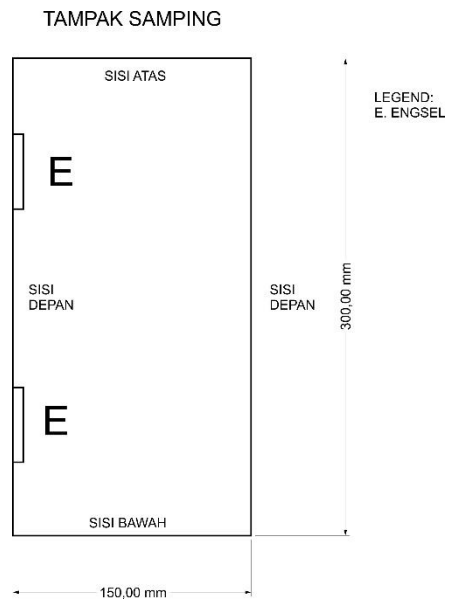 TAMPAK SAMPING
SISI ATAS
LEGEND:
E. ENGSEL
E
SISI
DEPAN
SISI
DEPAN
300,00 mm
E
SISI BAWAH
150,00 mm